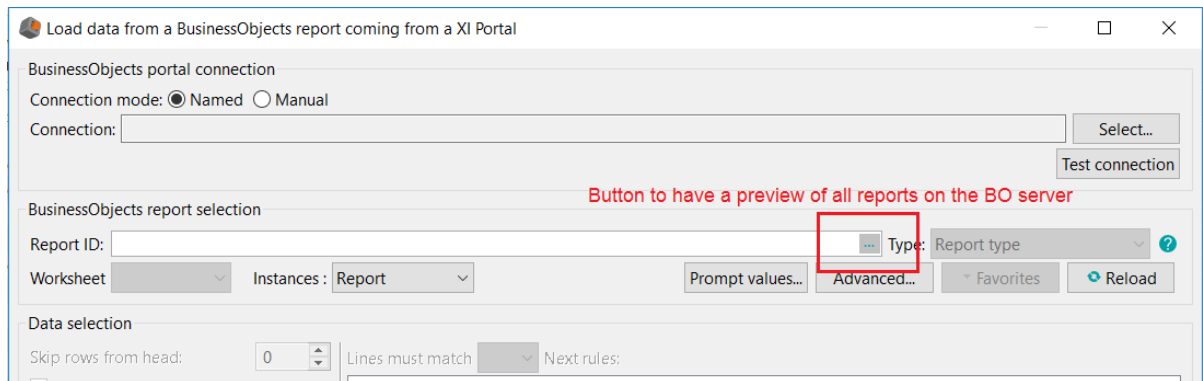 Load data from a BusinessObjects report coming from a XI Portal
BusinessObjects portal connection
Connection mode: Named Manual
Connection: Select...
Test connection
Button to have a preview of all reports on the BO server
BusinessObjects report selection
Report ID: ... Type: Report type ?
Worksheet Instances : Report Prompt values... Advanced... Favorites Reload
Data selection
Skip rows from head: 0 Lines must match Next rules: